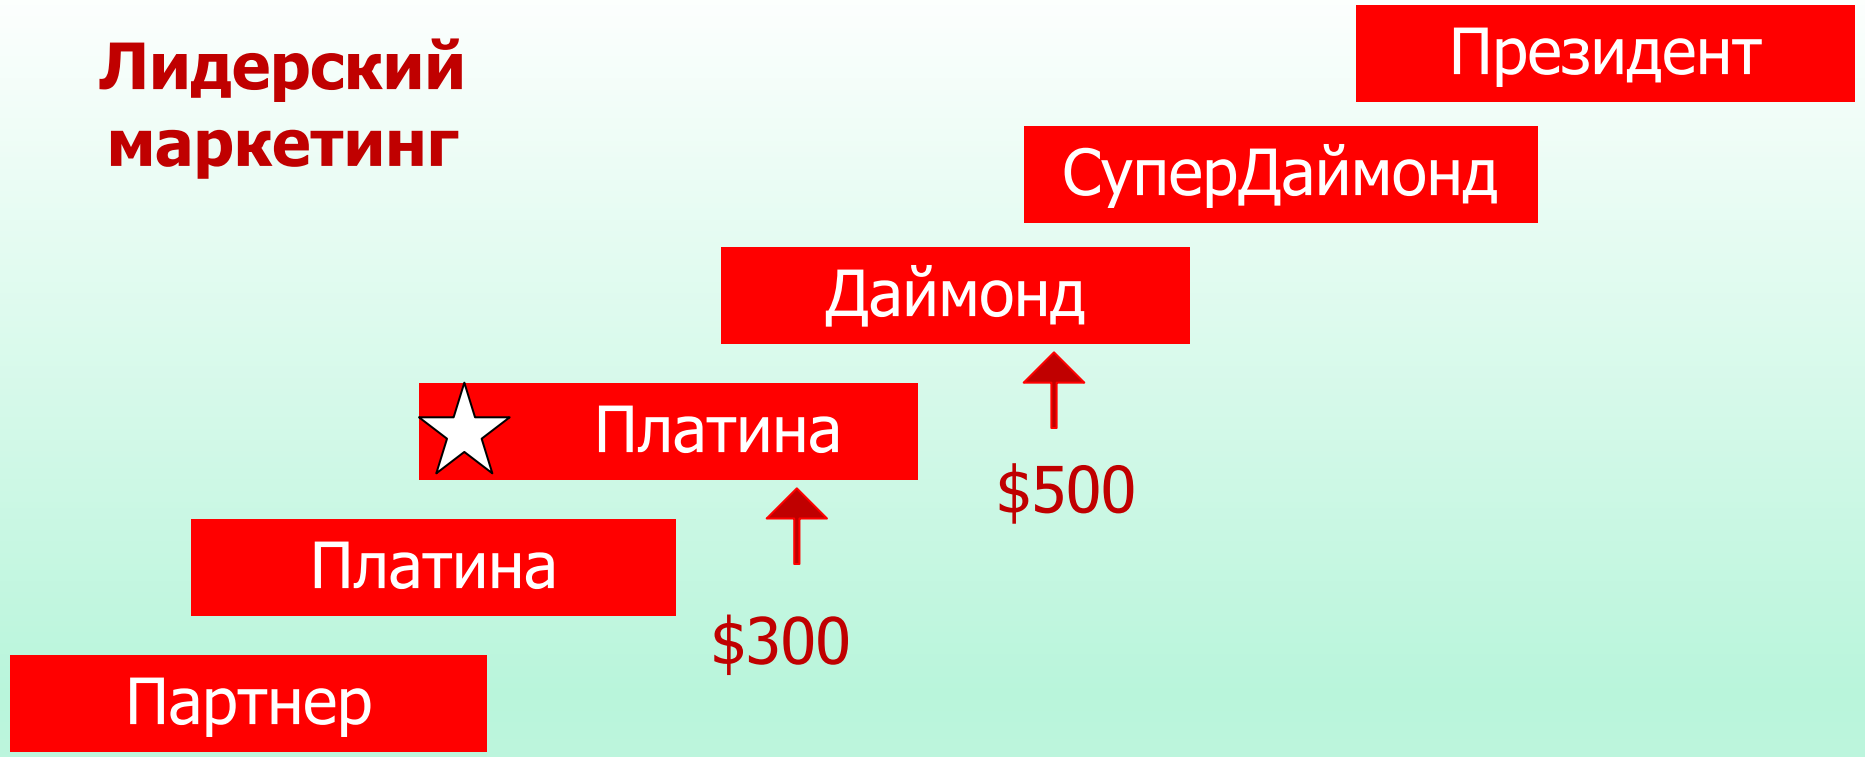 Лидерский
маркетинг
Президент
СуперДаймонд
Даймонд
Платина
$500
Платина
$300
Партнер